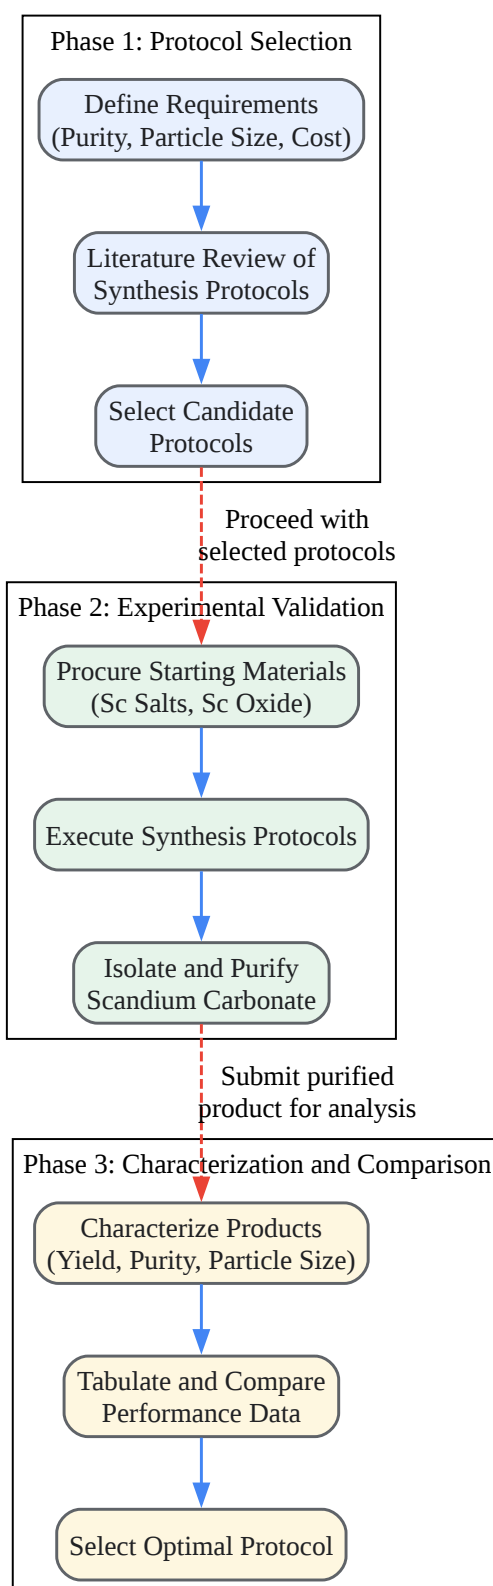 Phase 1: Protocol Selection
Define Requirements
(Purity, Particle Size, Cost)
Literature Review of
Synthesis Protocols
Select Candidate
Protocols
Proceed with
selected protocols
Phase 2: Experimental Validation
Procure Starting Materials
(Sc Salts, Sc Oxide)
Execute Synthesis Protocols
Isolate and Purify
Scandium Carbonate
Submit purified
product for analysis
Phase 3: Characterization and Comparison
Characterize Products
(Yield, Purity, Particle Size)
Tabulate and Compare
Performance Data
Select Optimal Protocol